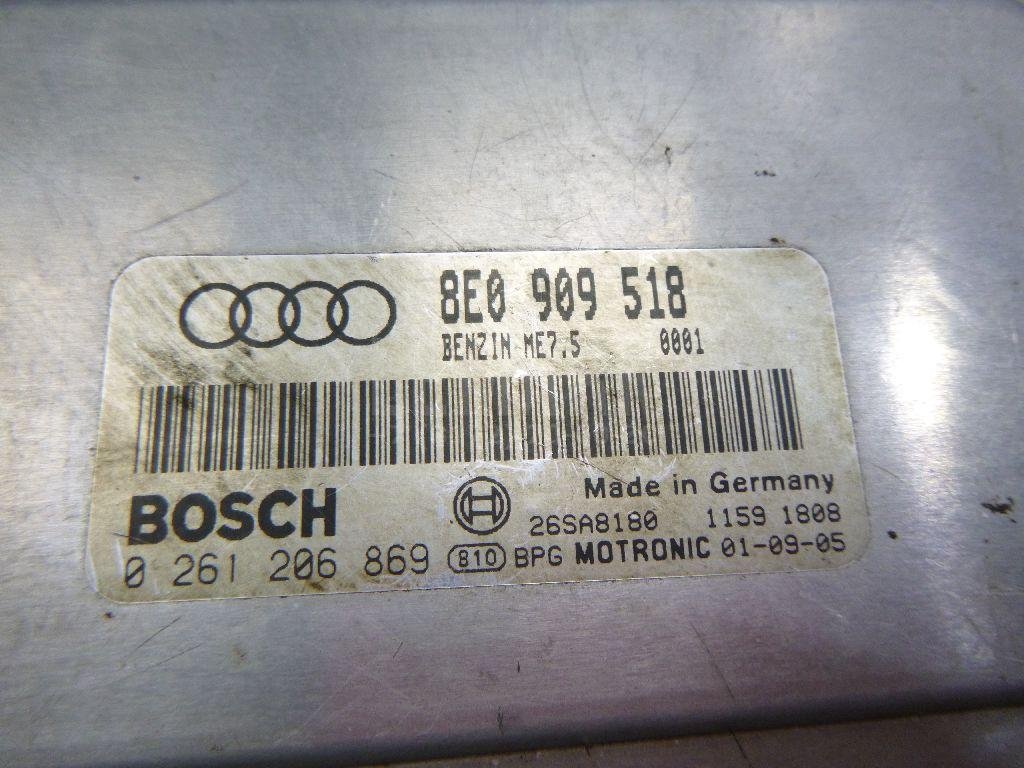 8E0 909 518
BENZIN ME7.5 0001
BOSCH
Made in Germany
26SA8180 1159 1808
0 261 206 869 810 BPG MOTRONIC 01-09-05